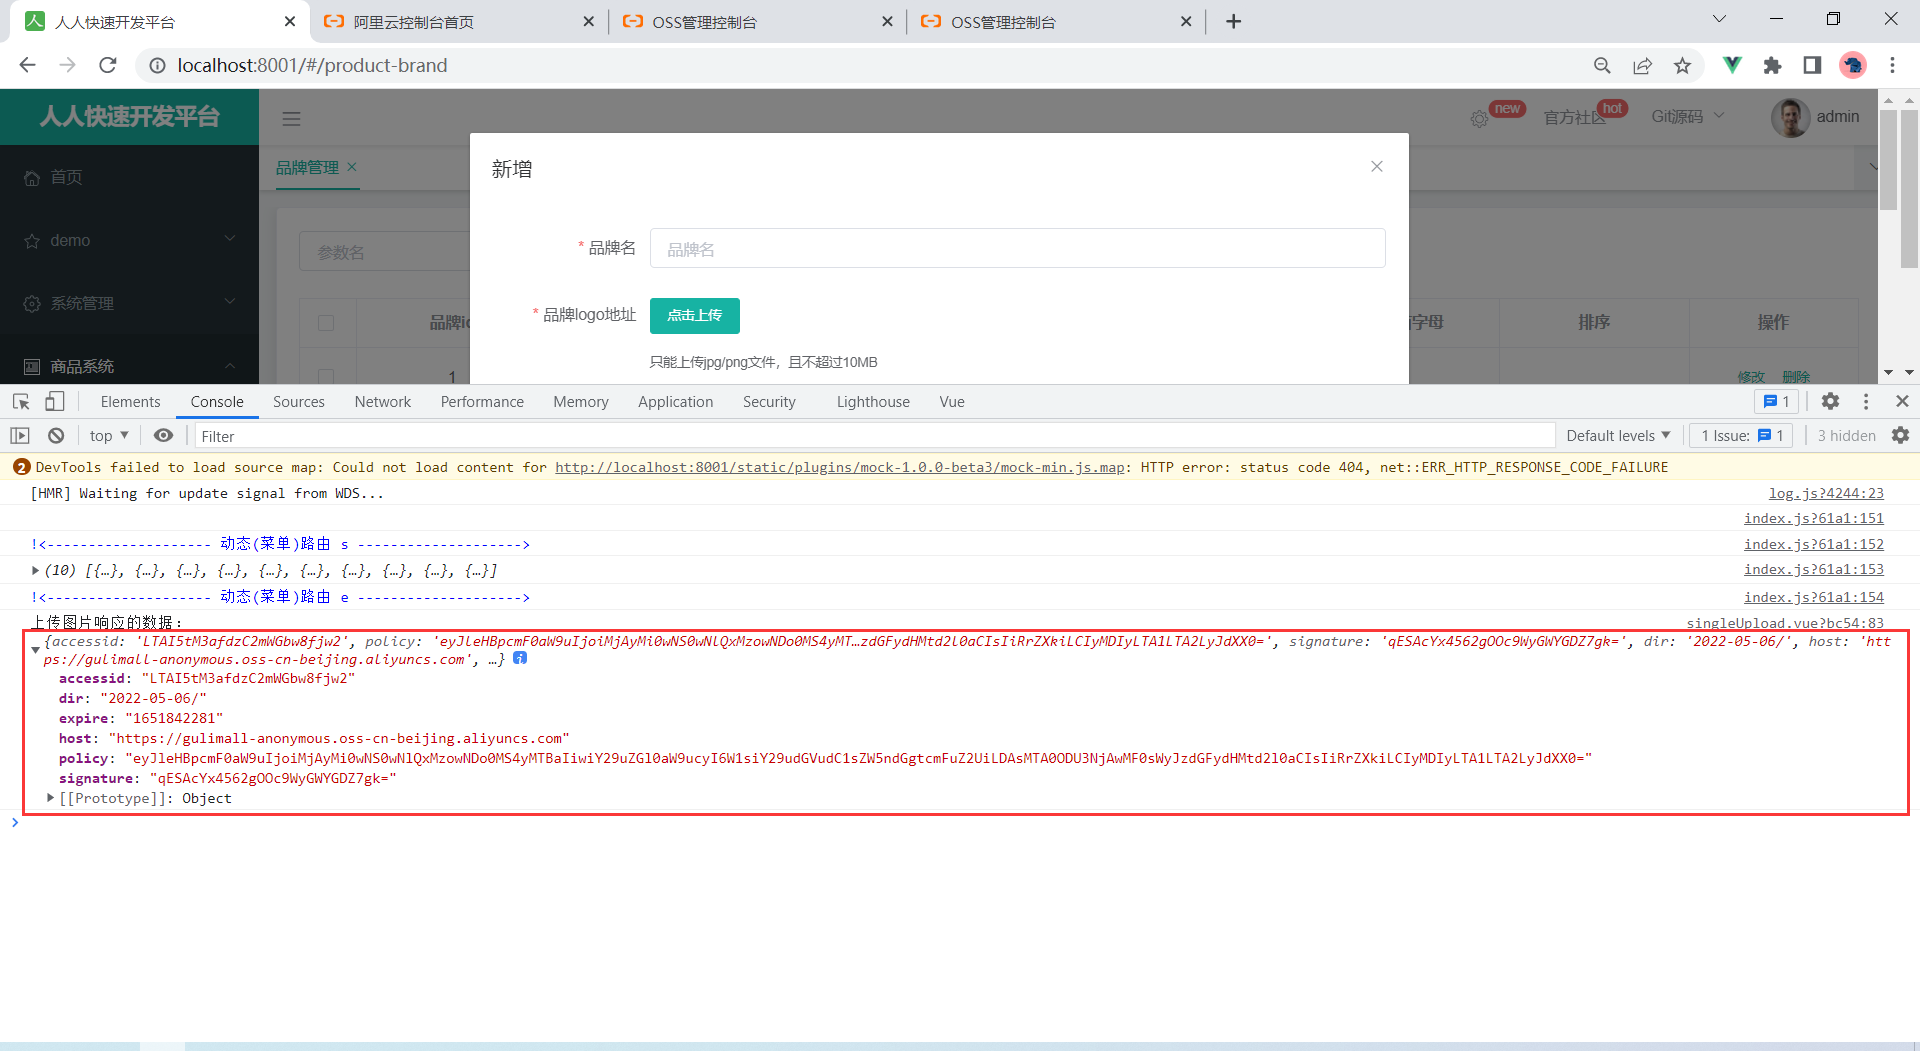 人人快速开发平台
阿里云控制台首页
OSS管理控制台
OSS管理控制台
localhost:8001/#/product-brand
人人快速开发平台
new
官方社区
hot
Git源码
admin
首页
demo
系统管理
商品系统
品牌管理
新增
参数名
* 品牌名
品牌名
* 品牌logo地址
点击上传
只能上传jpg/png文件，且不超过10MB
品牌ic
字母
排序
操作
1
修改 删除
Elements Console Sources Network Performance Memory Application Security Lighthouse Vue
1
top
Filter
Default levels
1 Issue: 1
3 hidden
2 DevTools failed to load source map: Could not load content for http://localhost:8001/static/plugins/mock-1.0.0-beta3/mock-min.js.map: HTTP error: status code 404, net::ERR_HTTP_RESPONSE_CODE_FAILURE
[HMR] Waiting for update signal from WDS... log.js?4244:23
index.js?61a1:151
!<-------------------- 动态(菜单)路由 s --------------------> index.js?61a1:152
(10) [{…}, {…}, {…}, {…}, {…}, {…}, {…}, {…}, {…}, {…}] index.js?61a1:153
!<-------------------- 动态(菜单)路由 e --------------------> index.js?61a1:154
上传图片响应的数据： singleUpload.vue?bc54:83
{accessid: 'LTAI5tM3afdzC2mWGbw8fjw2', policy: 'eyJleHBpcmF0aW9uIjoiMjAyMi0wNS0wNlQxMzowNDo0MS4yMT…zdGFydHMtd2l0aCIsIiRrZXkiLCIyMDIyLTA1LTA2LyJdXX0=', signature: 'qESAcYx4562gOOc9WyGWYGDZ7gk=', dir: '2022-05-06/', host: 'htt
ps://gulimall-anonymous.oss-cn-beijing.aliyuncs.com', …}
accessid: "LTAI5tM3afdzC2mWGbw8fjw2"
dir: "2022-05-06/"
expire: "1651842281"
host: "https://gulimall-anonymous.oss-cn-beijing.aliyuncs.com"
policy: "eyJleHBpcmF0aW9uIjoiMjAyMi0wNS0wNlQxMzowNDo0MS4yMTBaIiwiY29uZGl0aW9ucyI6W1siY29udGVudC1sZW5ndGgtcmFuZ2UiLDAsMTA0ODU3NjAwMF0sWyJzdGFydHMtd2l0aCIsIiRrZXkiLCIyMDIyLTA1LTA2LyJdXX0="
signature: "qESAcYx4562gOOc9WyGWYGDZ7gk="
[[Prototype]]: Object